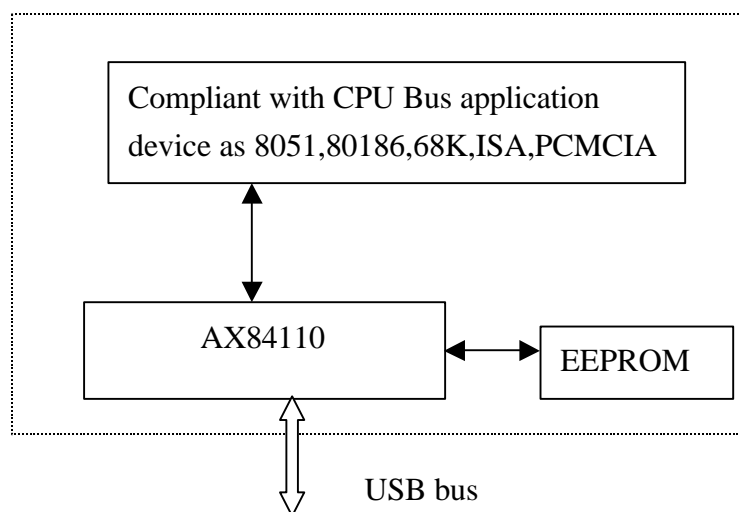 Compliant with CPU Bus application
device as 8051,80186,68K,ISA,PCMCIA
AX84110
EEPROM
USB bus